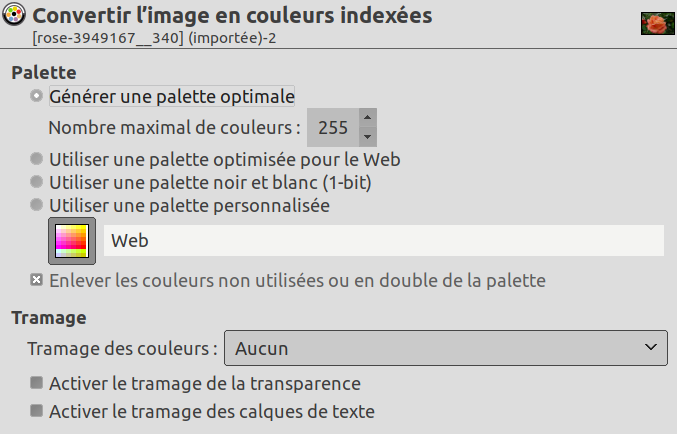 Convertir l’image en couleurs indexées
[rose-3949167__340] (importée)-2
Palette
Générer une palette optimale
Nombre maximal de couleurs : 255
Utiliser une palette optimisée pour le Web
Utiliser une palette noir et blanc (1-bit)
Utiliser une palette personnalisée
Web
Enlever les couleurs non utilisées ou en double de la palette
Tramage
Tramage des couleurs : Aucun
Activer le tramage de la transparence
Activer le tramage des calques de texte